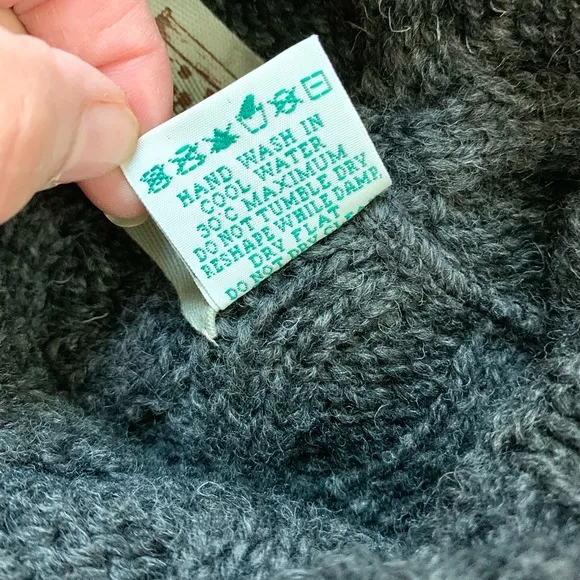 HAND WASH IN
COOL WATER
30°C MAXIMUM
DO NOT TUMBLE DRY
RESHAPE WHILE DAMP.
DRY FLAT
DO NOT DRY CLE